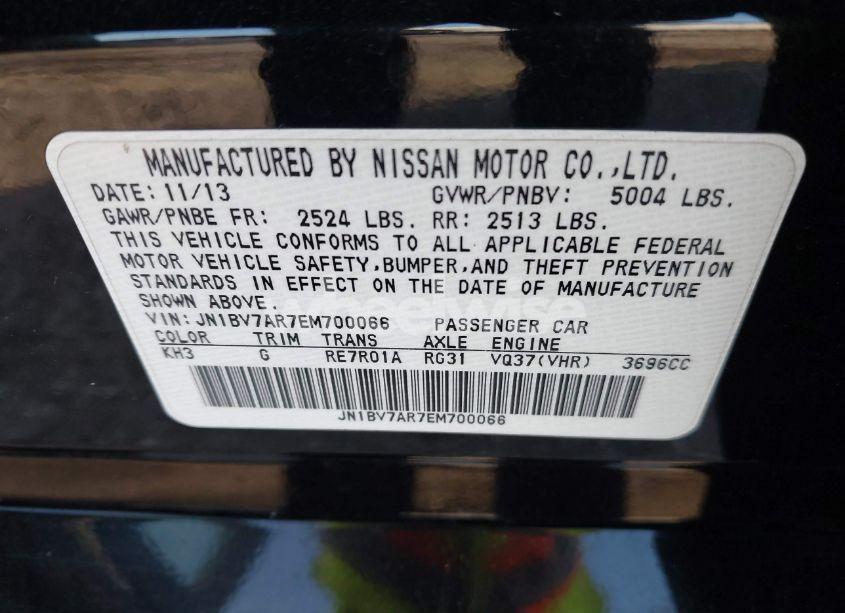 MANUFACTURED BY NISSAN MOTOR CO.,LTD.
DATE: 11/13 GVWR/PNBV: 5004 LBS.
GAWR/PNBE FR: 2524 LBS. RR: 2513 LBS.
THIS VEHICLE CONFORMS TO ALL APPLICABLE FEDERAL
MOTOR VEHICLE SAFETY,BUMPER,AND THEFT PREVENTION
STANDARDS IN EFFECT ON THE DATE OF MANUFACTURE
SHOWN ABOVE.
VIN:JN1BV7AR7EM700066 PASSENGER CAR
COLOR TRIM TRANS AXLE ENGINE
KH3 G RE7R01A RG31 VQ37(VHR) 3696CC
JN1BV7AR7EM700066